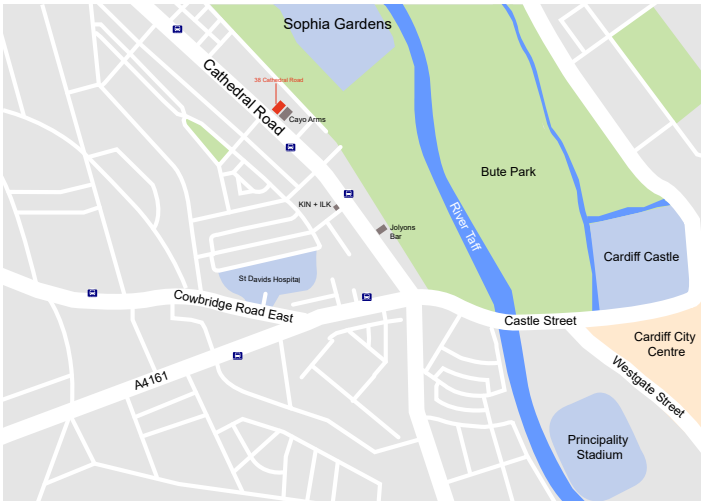 Sophia Gardens
Cathedral Road
38 Cathedral Road
Cayo Arms
Bute Park
KIN + ILK
Jolyons
Bar
River Taff
Cardiff Castle
St Davids Hospital
Cowbridge Road East
Castle Street
Cardiff City
Centre
Westgate Street
A4161
Principality
Stadium